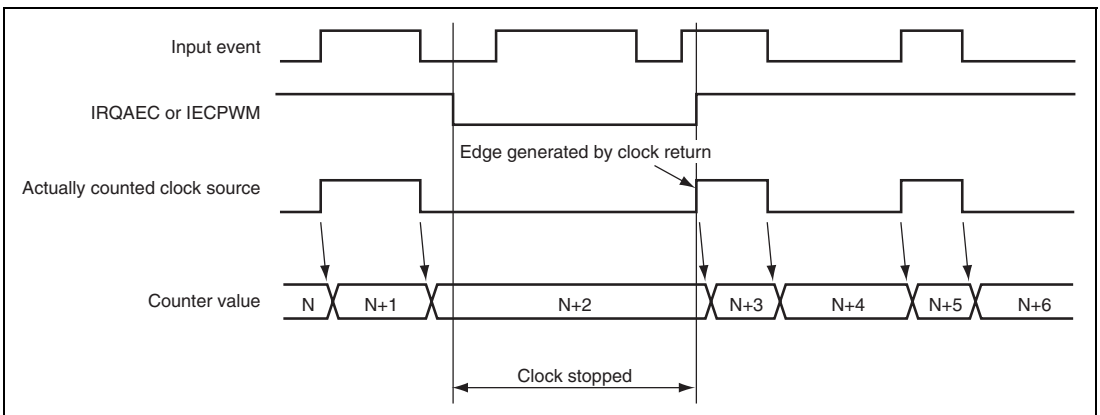 Input event
IRQAEC or IECPWM
Edge generated by clock return
Actually counted clock source
Counter value N N+1 N+2 N+3 N+4 N+5 N+6
Clock stopped